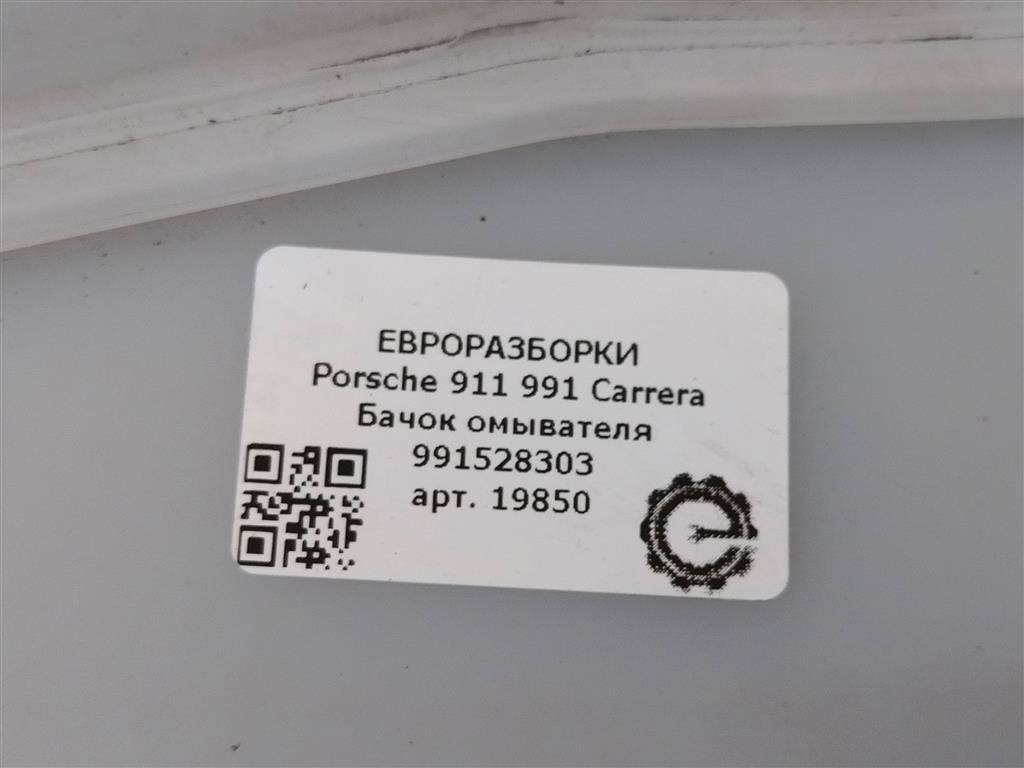 ЕВРОРАЗБОРКИ
Porsche 911 991 Carrera
Бачок омывателя
991528303
арт. 19850